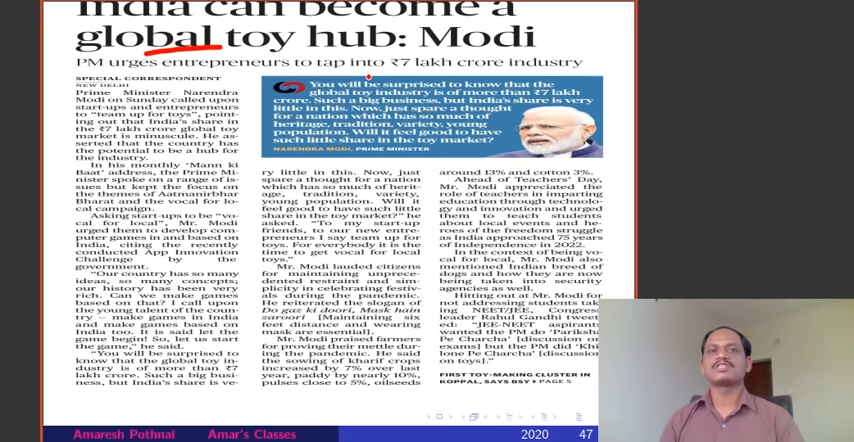 India can become a
global toy hub: Modi
PM urges entrepreneurs to tap into ₹7 lakh crore industry
SPECIAL CORRESPONDENT
NEW DELHI
Prime Minister Narendra
Modi on Sunday called upon
start-ups and entrepreneurs
to “team up for toys”, point-
ing out that India’s share in
the ₹7 lakh crore global toy
market is minuscule. He as-
serted that the country has
the potential to be a hub for
the industry.
In his monthly ‘Mann ki
Baat’ address, the Prime Mi-
nister spoke on a range of is-
sues but kept the focus on
the themes of Aatmanirbhar
Bharat and the vocal for lo-
cal campaign.
Asking start-ups to be “vo-
cal for local”, Mr. Modi
urged them to develop com-
puter games in and based on
India, citing the recently
conducted App Innovation
Challenge by the
government.
“Our country has so many
ideas, so many concepts;
our history has been very
rich. Can we make games
based on that? I call upon
the young talent of the coun-
try – make games in India
and make games based on
India too. It is said let the
game begin! So, let us start
the game,” he said.
“You will be surprised to
know that the global toy in-
dustry is of more than ₹7
lakh crore. Such a big busi-
ness, but India’s share is ve-
You will be surprised to know that the
global toy industry is of more than ₹7 lakh
crore. Such a big business, but India’s share is very
little in this. Now, just spare a thought
for a nation which has so much of
heritage, tradition, variety, young
population. Will it feel good to have
such little share in the toy market?
NARENDRA MODI, PRIME MINISTER
ry little in this. Now, just
spare a thought for a nation
which has so much of herit-
age, tradition, variety,
young population. Will it
feel good to have such little
share in the toy market?” he
asked. “To my start-up
friends, to our new entre-
preneurs I say team up for
toys. For everybody it is the
time to get vocal for local
toys.”
Mr. Modi lauded citizens
for maintaining unprece-
dented restraint and sim-
plicity in celebrating festiv-
als during the pandemic.
He reiterated the slogan of
Do gaz ki doori, Mask hain
zaroori [Maintaining six
feet distance and wearing
mask are essential].
Mr. Modi praised farmers
for proving their mettle dur-
ing the pandemic. He said
the sowing of kharif crops
increased by 7% over last
year, paddy by nearly 10%,
pulses close to 5%, oilseeds
around 13% and cotton 3%.
Ahead of Teachers’ Day,
Mr. Modi appreciated the
role of teachers in imparting
education through technolo-
gy and innovation and urged
them to teach students
about local events and he-
roes of the freedom struggle
as India approached 75 years
of Independence in 2022.
In the context of being vo-
cal for local, Mr. Modi also
mentioned Indian breed of
dogs and how they are now
being taken into security
agencies as well.
Hitting out at Mr. Modi for
not addressing students tak
ing NEET/JEE, Congress
leader Rahul Gandhi tweet
ed: “JEE-NEET aspirant
wanted the PM do ‘Pariksha
Pe Charcha’ [discussion o
exams] but the PM did ‘Khi
lone Pe Charcha’ [discussion
on toys].”
FIRST TOY-MAKING CLUSTER IN
KOPPAL, SAYS BSY ▶ PAGE 5
Amaresh Pothnal Amar’s Classes 2020 47